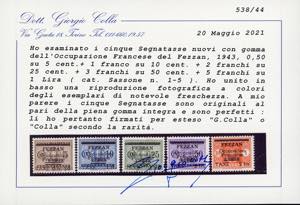 538/44
Dott. Giorgio Colla
20 Maggio 2021
Ho esaminato i cinque Segnatasse nuovi con gomma
dell'Occupazione Francese del Fezzan, 1943, 0,50
su 5 cent.+ 1 franco su 10 cent. + 2 franchi su
25 cent. + 3 franchi su 50 cent. + 5 franchi su
1 Lira ( cat. Sassone n. 1-5 ). Ho unito in
basso una riproduzione fotografica a colori
degli esemplari di notevole freschezza. A mio
parere i cinque Segnatasse sono originali al
pari della piena gomma integra e sono perfetti :
li ho pertanto firmati per esteso "G.Colla" o
"Colla" secondo la rarità.
FEZZAN FEZZAN FEZZAN FEZZAN FEZZAN